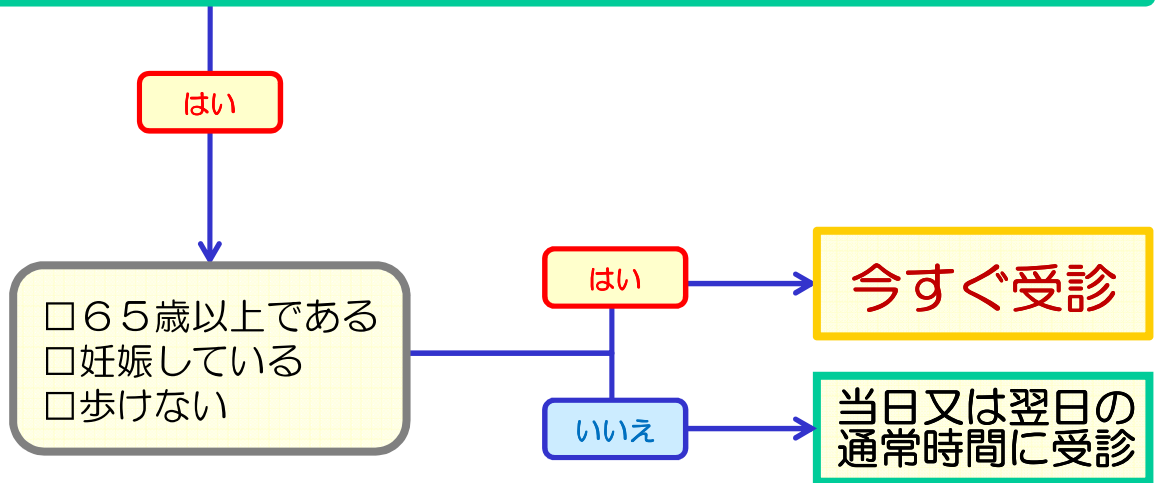 はい
□65歳以上である
□妊娠している
□歩けない
はい
今すぐ受診
いいえ
当日又は翌日の
通常時間に受診